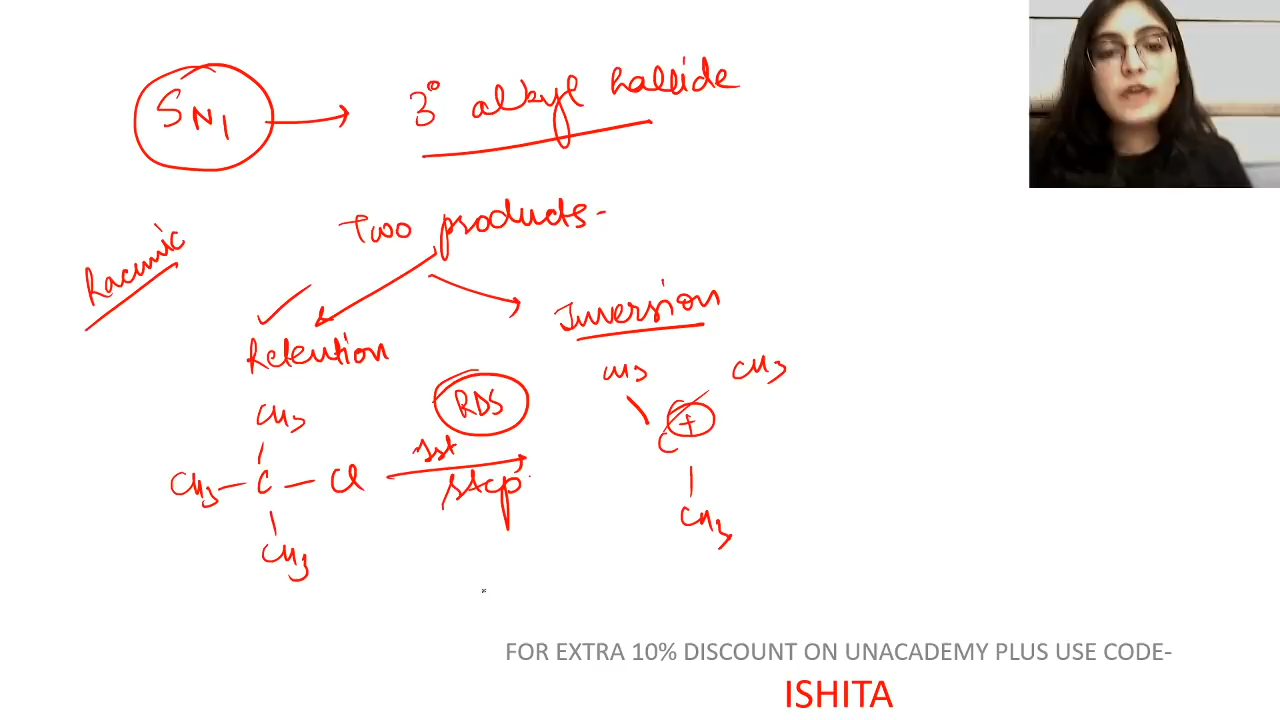 SN1 → 3° alkyl hallide
Two products-
Racemic
Retention
Inversion
CH3
CH3 - C - Cl
CH3
RDS
1st
step
CH3 CH3
C +
CH3
FOR EXTRA 10% DISCOUNT ON UNACADEMY PLUS USE CODE-
ISHITA